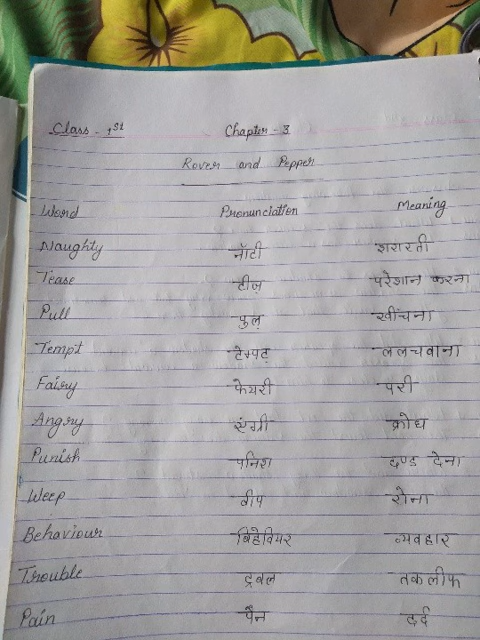 Class - 1st Chapter - 3
Rover and Pepper
Word Pronunciation Meaning
Naughty नॉटी शरारती
Tease टीज़ परेशान करना
Pull पुल् खींचना
Tempt टेम्पट् ललचवाना
Fairy फेयरी परी
Angry एंग्री क्रोध
Punish पनिश दण्ड देना
Weep वीप रोना
Behaviour बिहेवियर व्यवहार
Trouble ट्रबल तकलीफ
Pain पैन दर्द